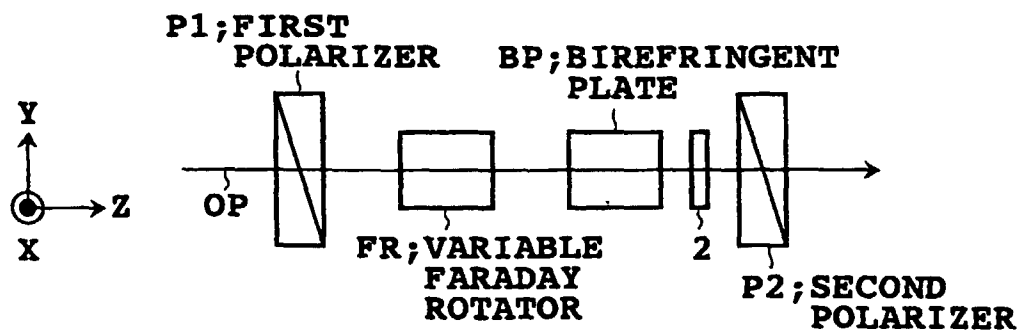 P1;FIRST
POLARIZER
BP;BIREFRINGENT
PLATE
Y
Z
X
OP
FR;VARIABLE
FARADAY
ROTATOR
2
P2;SECOND
POLARIZER